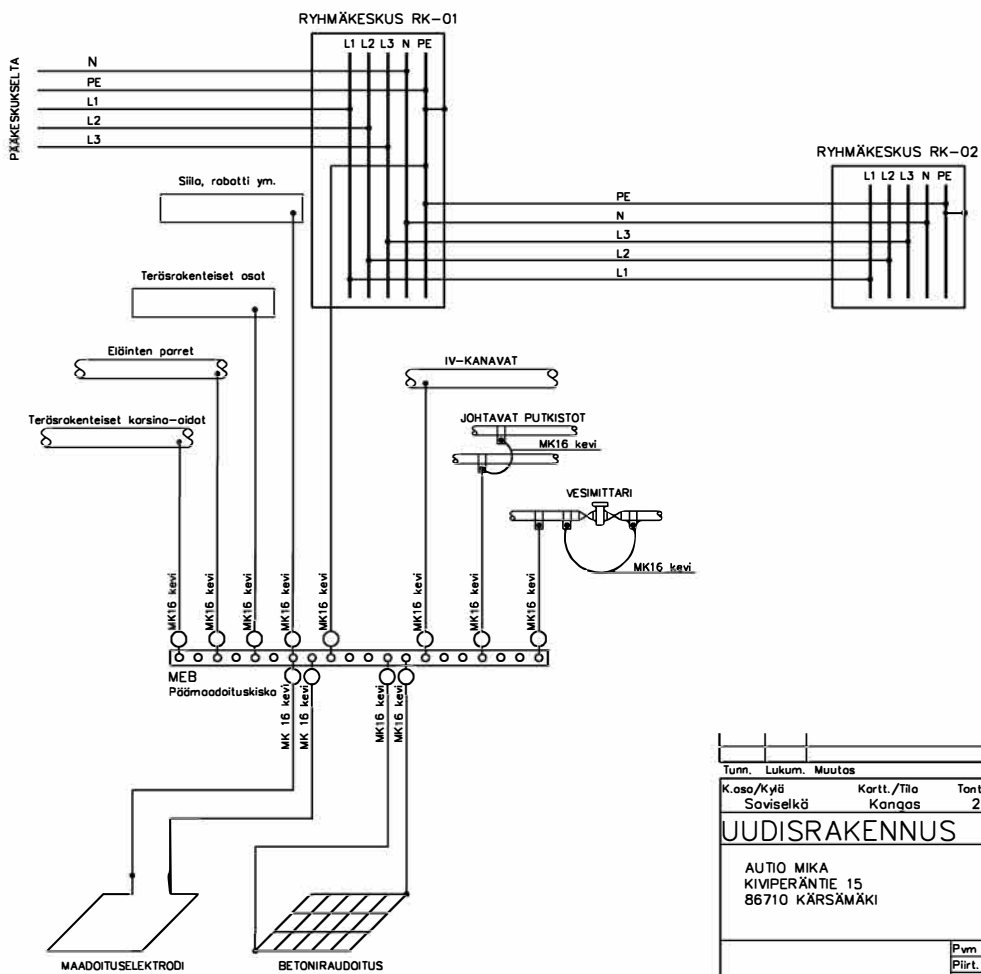 RYHMÄKESKUS RK-01
L1 L2 L3 N PE
PÄÄKESKUKSELTA
N
PE
L1
L2
L3
RYHMÄKESKUS RK-02
L1 L2 L3 N PE
PE
N
L3
L2
L1
Siilo, robotti ym.
Teräsrakenteiset osat
Eläinten parret
Teräsrakenteiset karsina-aidat
IV-KANAVAT
JOHTAVAT PUTKISTOT
MK16 kevi
VESIMITTARI
MK16 kevi
MK16 kevi
MK16 kevi
MK16 kevi
MK16 kevi
MK16 kevi
MK16 kevi
MK16 kevi
MK16 kevi
MEB
Päämaadoituskisko
MK 16 kevi
MK 16 kevi
MK16 kevi
MK16 kevi
MAADOITUSELEKTRODI
BETONIRAUDOITUS
Tunn. Lukum. Muutos
K.osa/Kylä Kortt./Tila Tont
Saviselkä Kangas 2
UUDISRAKENNUS
AUTIO MIKA
KIVIPERÄNTIE 15
86710 KÄRSÄMÄKI
Pvm
Piirt.